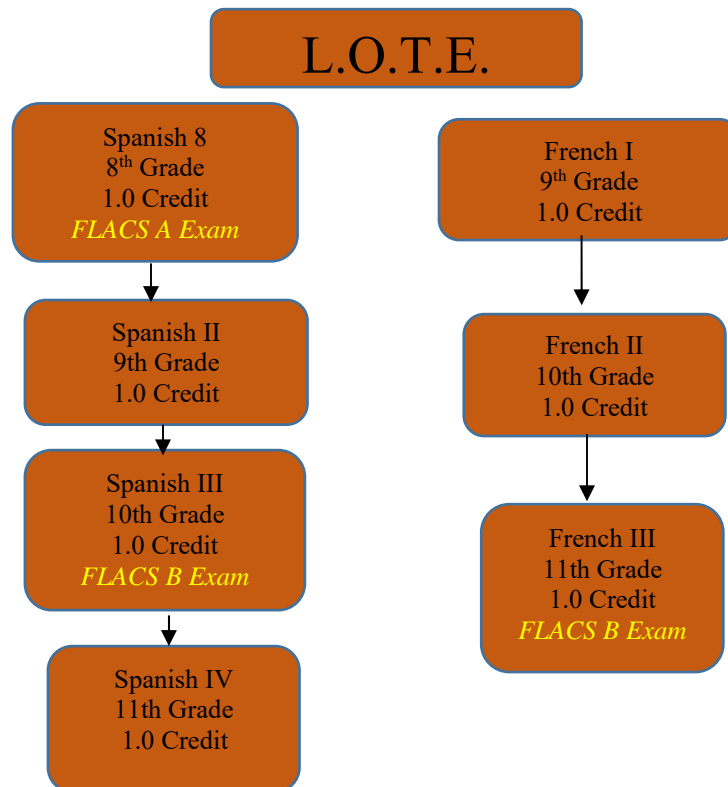 L.O.T.E.
Spanish 8
8th Grade
1.0 Credit
FLACS A Exam
Spanish II
9th Grade
1.0 Credit
Spanish III
10th Grade
1.0 Credit
FLACS B Exam
Spanish IV
11th Grade
1.0 Credit
French I
9th Grade
1.0 Credit
French II
10th Grade
1.0 Credit
French III
11th Grade
1.0 Credit
FLACS B Exam